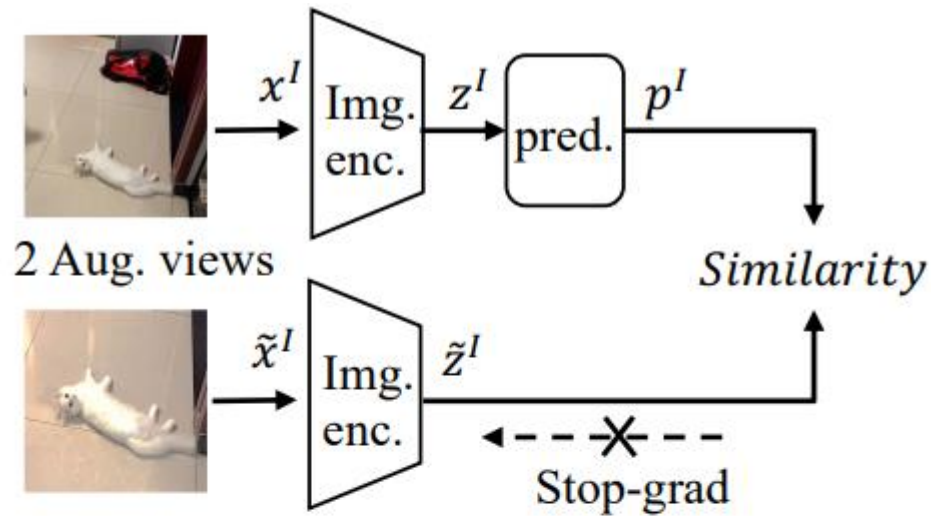 x^I
Img.
enc.
z^I
pred.
p^I
2 Aug. views
Similarity
x̃^I
Img.
enc.
z̃^I
Stop-grad